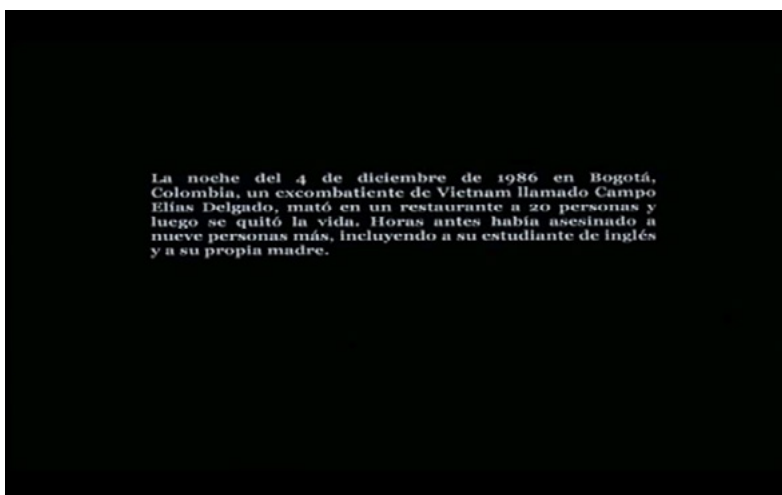 La noche del 4 de diciembre de 1986 en Bogotá,
Colombia, un excombatiente de Vietnam llamado Campo
Elías Delgado, mató en un restaurante a 20 personas y
luego se quitó la vida. Horas antes había asesinado a
nueve personas más, incluyendo a su estudiante de inglés
y a su propia madre.